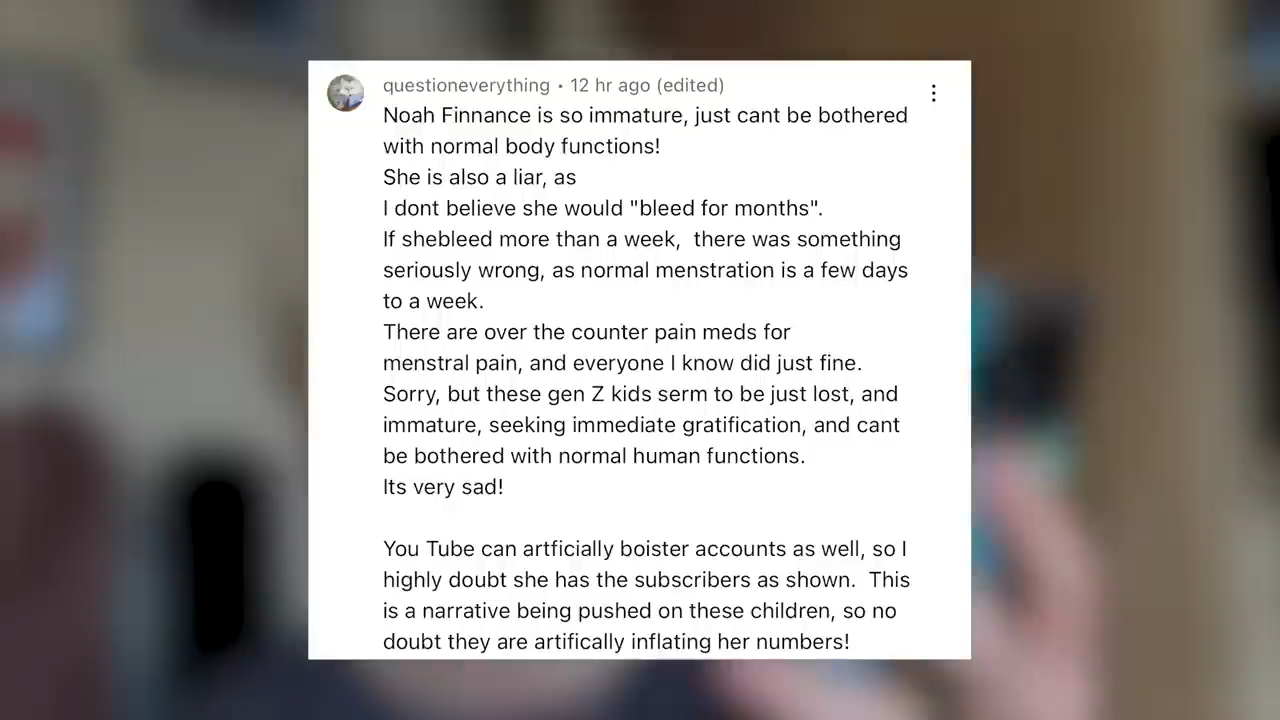 questioneverything • 12 hr ago (edited)
Noah Finnance is so immature, just cant be bothered
with normal body functions!
She is also a liar, as
I dont believe she would "bleed for months".
If shebleed more than a week,  there was something
seriously wrong, as normal menstration is a few days
to a week.
There are over the counter pain meds for
menstral pain, and everyone I know did just fine.
Sorry, but these gen Z kids serm to be just lost, and
immature, seeking immediate gratification, and cant
be bothered with normal human functions.
Its very sad!
You Tube can artficially boister accounts as well, so I
highly doubt she has the subscribers as shown.  This
is a narrative being pushed on these children, so no
doubt they are artifically inflating her numbers!